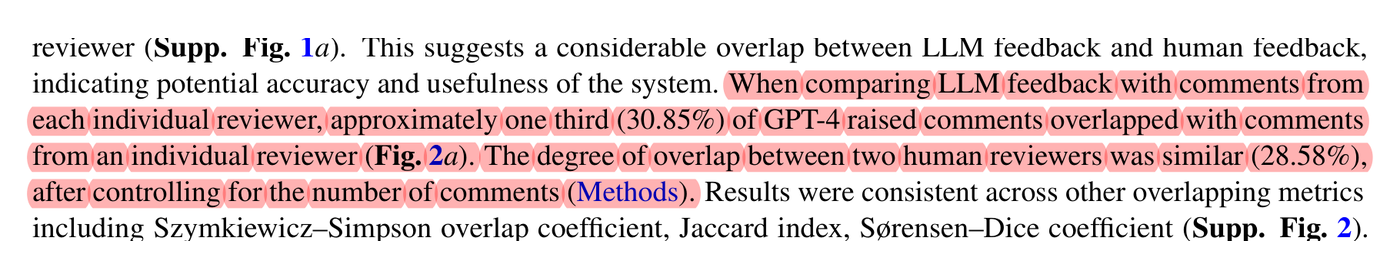 reviewer (Supp. Fig. 1a). This suggests a considerable overlap between LLM feedback and human feedback,
indicating potential accuracy and usefulness of the system. When comparing LLM feedback with comments from
each individual reviewer, approximately one third (30.85%) of GPT-4 raised comments overlapped with comments
from an individual reviewer (Fig. 2a). The degree of overlap between two human reviewers was similar (28.58%),
after controlling for the number of comments (Methods). Results were consistent across other overlapping metrics
including Szymkiewicz–Simpson overlap coefficient, Jaccard index, Sørensen–Dice coefficient (Supp. Fig. 2).